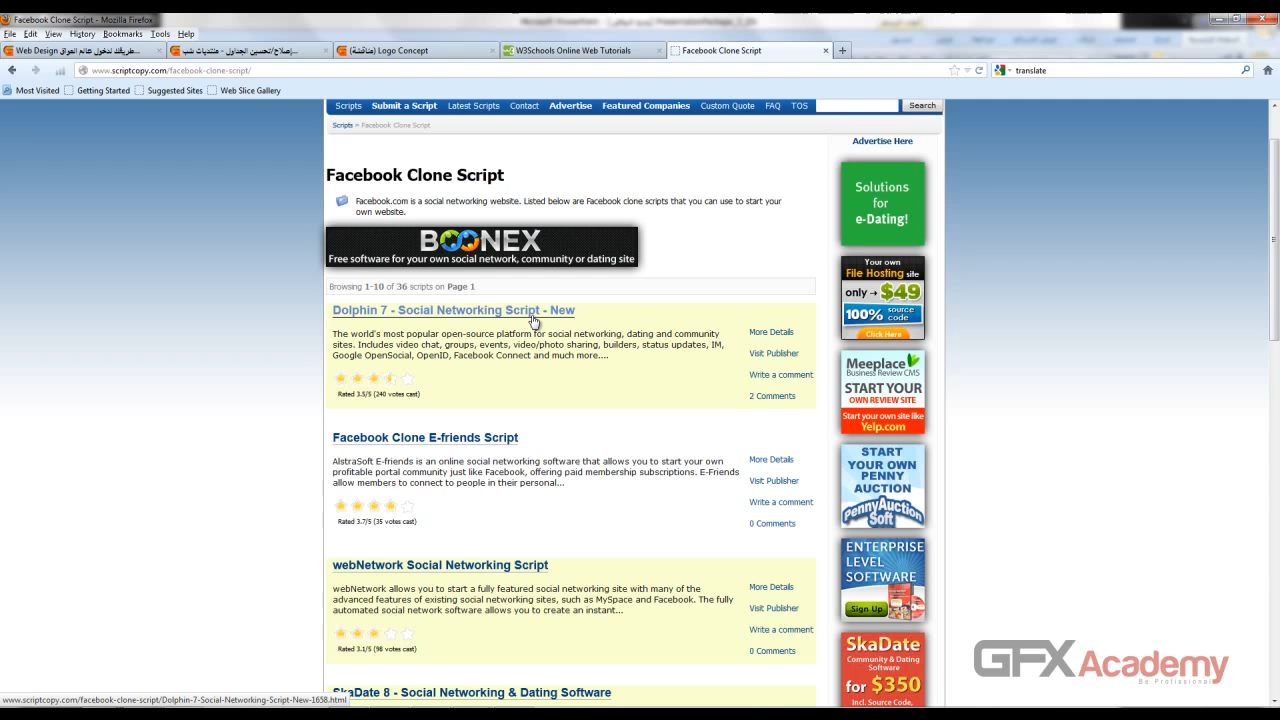 Facebook Clone Script - Mozilla Firefox
File Edit View History Bookmarks Tools Help
Web Design طريقك لدخول عالم العراق...
إصلاح/تحسين الجداول - منتديات شب...
(مناقشة) Logo Concept
W3Schools Online Web Tutorials
Facebook Clone Script
www.scriptcopy.com/facebook-clone-script/
translate
Most Visited Getting Started Suggested Sites Web Slice Gallery
Scripts Submit a Script Latest Scripts Contact Advertise Featured Companies Custom Quote FAQ TOS Search
Scripts » Facebook Clone Script
Advertise Here
Facebook Clone Script
Facebook.com is a social networking website. Listed below are Facebook clone scripts that you can use to start your
own website.
BOONEX
Free software for your own social network, community or dating site
Browsing 1-10 of 36 scripts on Page 1
Dolphin 7 - Social Networking Script - New
The world's most popular open-source platform for social networking, dating and community
sites. Includes video chat, groups, events, video/photo sharing, builders, status updates, IM,
Google OpenSocial, OpenID, Facebook Connect and much more....
Rated 3.5/5 (240 votes cast)
More Details
Visit Publisher
Write a comment
2 Comments
Facebook Clone E-friends Script
AlstraSoft E-friends is an online social networking software that allows you to start your own
profitable portal community just like Facebook, offering paid membership subscriptions. E-Friends
allow members to connect to people in their personal...
Rated 3.7/5 (35 votes cast)
More Details
Visit Publisher
Write a comment
0 Comments
webNetwork Social Networking Script
webNetwork allows you to start a fully featured social networking site with many of the
advanced features of existing social networking sites, such as MySpace and Facebook. The fully
automated social network software allows you to create an instant...
Rated 3.1/5 (98 votes cast)
More Details
Visit Publisher
Write a comment
0 Comments
SkaDate 8 - Social Networking & Dating Software
Solutions
for
e-Dating!
Your own
File Hosting site
only → $49
100% source
code
Click Here
Meeplace
Business Review CMS
START YOUR
OWN REVIEW SITE
Start your own site like
Yelp.com
START
YOUR OWN
PENNY
AUCTION
PennyAuction
Soft
ENTERPRISE
LEVEL
SOFTWARE
Sign Up
SkaDate
Community & Dating
Software
for $350
Incl. Source Code,
GFX Academy
Be Profissional
www.scriptcopy.com/facebook-clone-script/Dolphin-7-Social-Networking-Script-New-1658.html